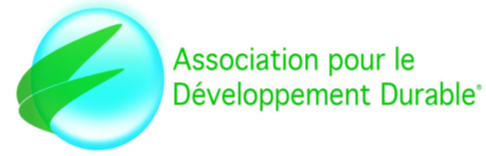 Association pour le
Développement Durable®